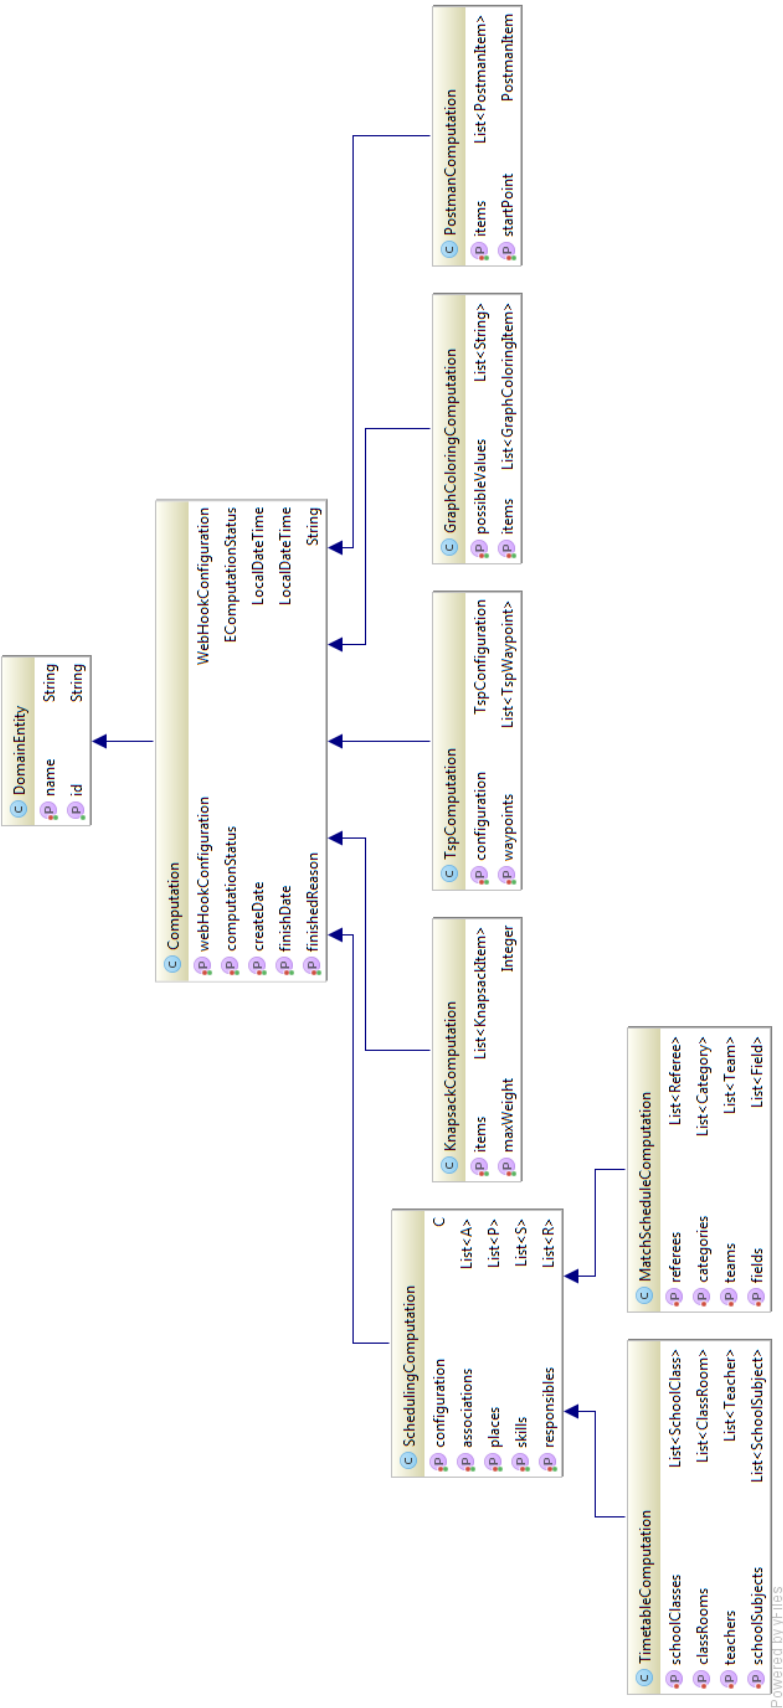 DomainEntity
name String
id String
Computation
webHookConfiguration WebHookConfiguration
computationStatus EComputationStatus
createDate LocalDateTime
finishDate LocalDateTime
finishedReason String
SchedulingComputation
configuration C
associations List<A>
places List<P>
skills List<S>
responsibles List<R>
KnapsackComputation
items List<KnapsackItem>
maxWeight Integer
TspComputation
configuration TspConfiguration
waypoints List<TspWaypoint>
GraphColoringComputation
possibleValues List<String>
items List<GraphColoringItem>
PostmanComputation
items List<PostmanItem>
startPoint PostmanItem
TimetableComputation
schoolClasses List<SchoolClass>
classRooms List<ClassRoom>
teachers List<Teacher>
schoolSubjects List<SchoolSubject>
MatchScheduleComputation
referees List<Referee>
categories List<Category>
teams List<Team>
fields List<Field>
Powered by yFiles